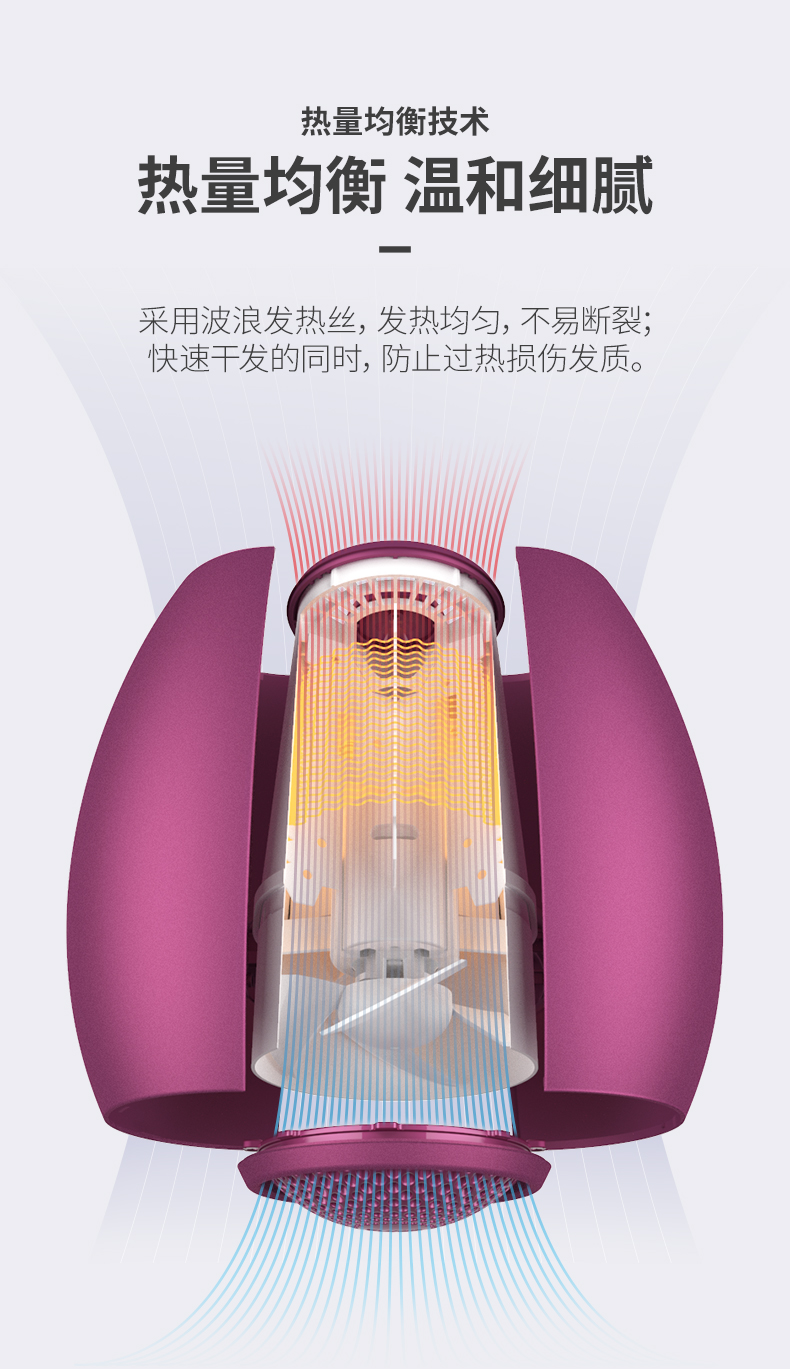 热量均衡技术
热量均衡 温和细腻
采用波浪发热丝, 发热均匀, 不易断裂;
快速干发的同时, 防止过热损伤发质。